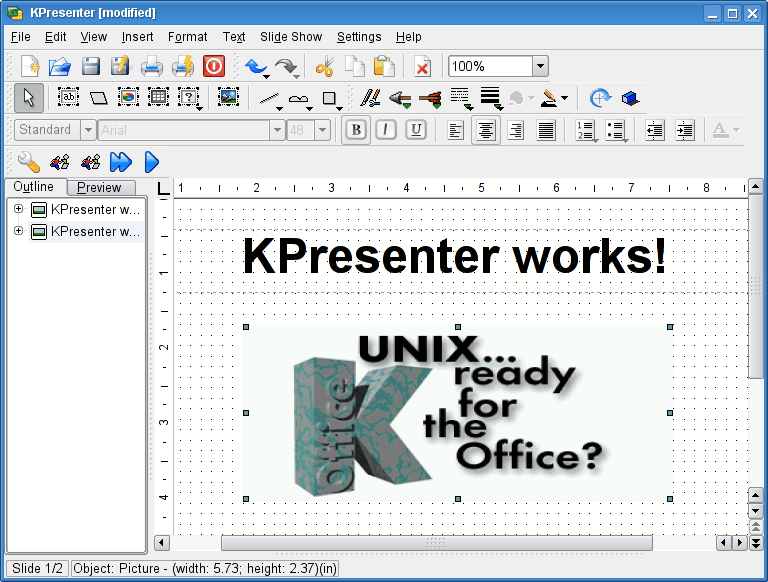 KPresenter [modified]
File Edit View Insert Format Text Slide Show Settings Help
100%
Standard Arial 48 B I U
Outline Preview
KPresenter w...
KPresenter w...
1 2 3 4 5 6 7 8
1
2
3
4
KPresenter works!
UNIX...
ready
for
the
Office?
K Office
Slide 1/2 Object: Picture - (width: 5.73; height: 2.37)(in)